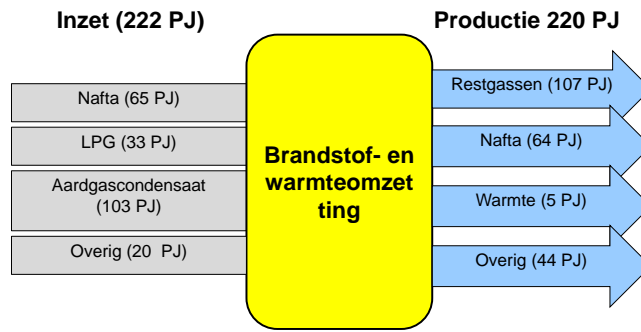 Inzet (222 PJ)
Productie 220 PJ
Nafta (65 PJ)
LPG (33 PJ)
Aardgascondensaat
(103 PJ)
Overig (20 PJ)
Brandstof- en
warmteomzet
ting
Restgassen (107 PJ)
Nafta (64 PJ)
Warmte (5 PJ)
Overig (44 PJ)